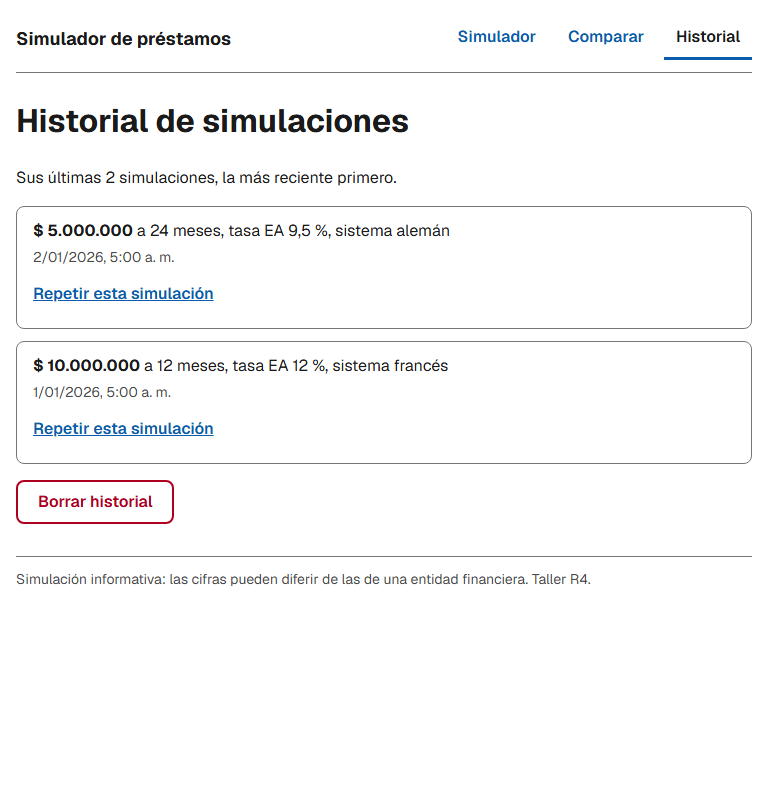 Simulador de préstamos
Simulador
Comparar
Historial
Historial de simulaciones
Sus últimas 2 simulaciones, la más reciente primero.
$ 5.000.000 a 24 meses, tasa EA 9,5 %, sistema alemán
2/01/2026, 5:00 a. m.
Repetir esta simulación
$ 10.000.000 a 12 meses, tasa EA 12 %, sistema francés
1/01/2026, 5:00 a. m.
Repetir esta simulación
Borrar historial
Simulación informativa: las cifras pueden diferir de las de una entidad financiera. Taller R4.